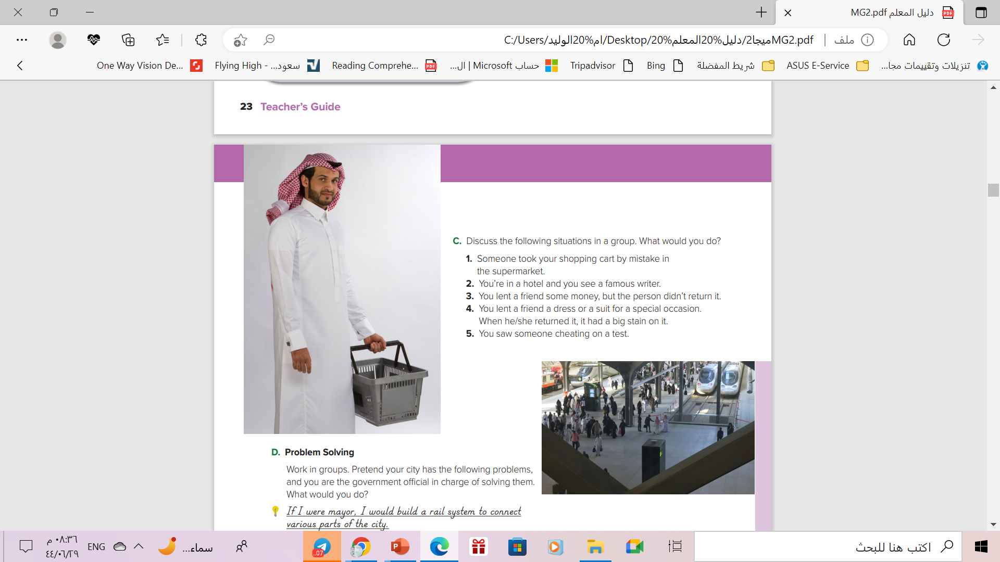 دليل المعلم MG2.pdf
ملف
C:/Users/ام%20الوليد/Desktop/دليل%20المعلم%20ميجا2/MG2.pdf
تنزيلات وتقييمات مجا...
ASUS E-Service
شريط المفضلة
Bing
Tripadvisor
حساب Microsoft | ال...
Reading Comprehe...
Flying High - سعود...
One Way Vision De...
23 Teacher's Guide
C. Discuss the following situations in a group. What would you do?
1. Someone took your shopping cart by mistake in
the supermarket.
2. You're in a hotel and you see a famous writer.
3. You lent a friend some money, but the person didn't return it.
4. You lent a friend a dress or a suit for a special occasion.
When he/she returned it, it had a big stain on it.
5. You saw someone cheating on a test.
D. Problem Solving
Work in groups. Pretend your city has the following problems,
and you are the government official in charge of solving them.
What would you do?
If I were mayor, I would build a rail system to connect
various parts of the city.
اكتب هنا للبحث
سماء...
ENG
٠٨:٣٦ م
٤٤/٠٦/٢٩